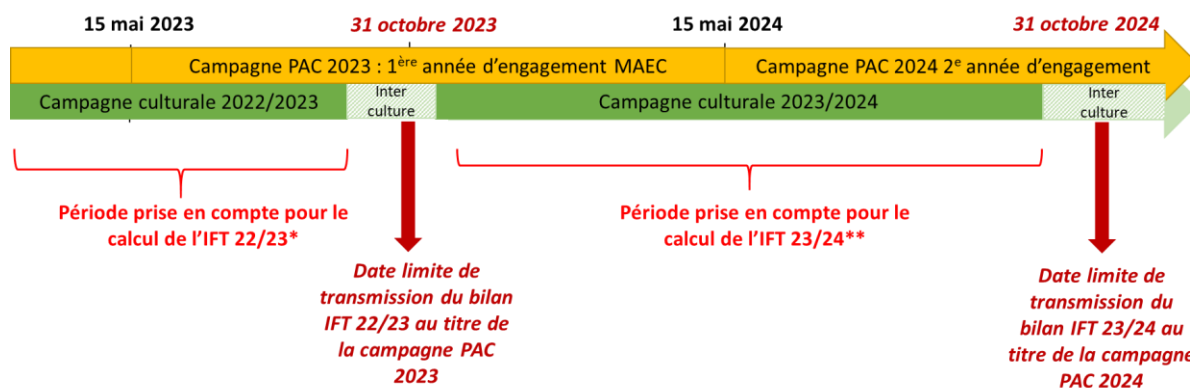 15 mai 2023
31 octobre 2023
15 mai 2024
31 octobre 2024
Campagne PAC 2023 : 1ère année d'engagement MAEC
Campagne PAC 2024 2e année d'engagement
Campagne culturale 2022/2023
Inter
culture
Campagne culturale 2023/2024
Inter
culture
Période prise en compte pour le
calcul de l'IFT 22/23*
Période prise en compte pour le
calcul de l'IFT 23/24**
Date limite de
transmission du bilan
IFT 22/23 au titre de
la campagne PAC
2023
Date limite de
transmission du
bilan IFT 23/24 au
titre de la campagne
PAC 2024